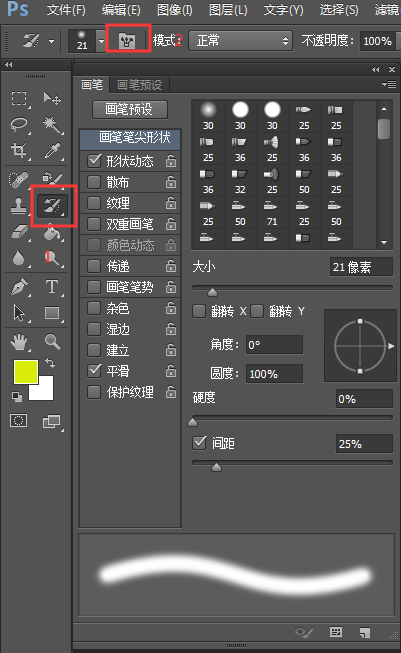 Ps 文件(F) 编辑(E) 图像(I) 图层(L) 文字(Y) 选择(S) 滤镜
21 模式: 正常 不透明度: 100%
画笔 画笔预设
画笔预设
画笔笔尖形状
形状动态
散布
纹理
双重画笔
颜色动态
传递
画笔笔势
杂色
湿边
建立
平滑
保护纹理
30 30 30 25 25
25 25 25 36 36
36 32 25 50 25
25 50 71 25 50
大小 21 像素
翻转 X 翻转 Y
角度: 0°
圆度: 100%
硬度 0%
间距 25%
T